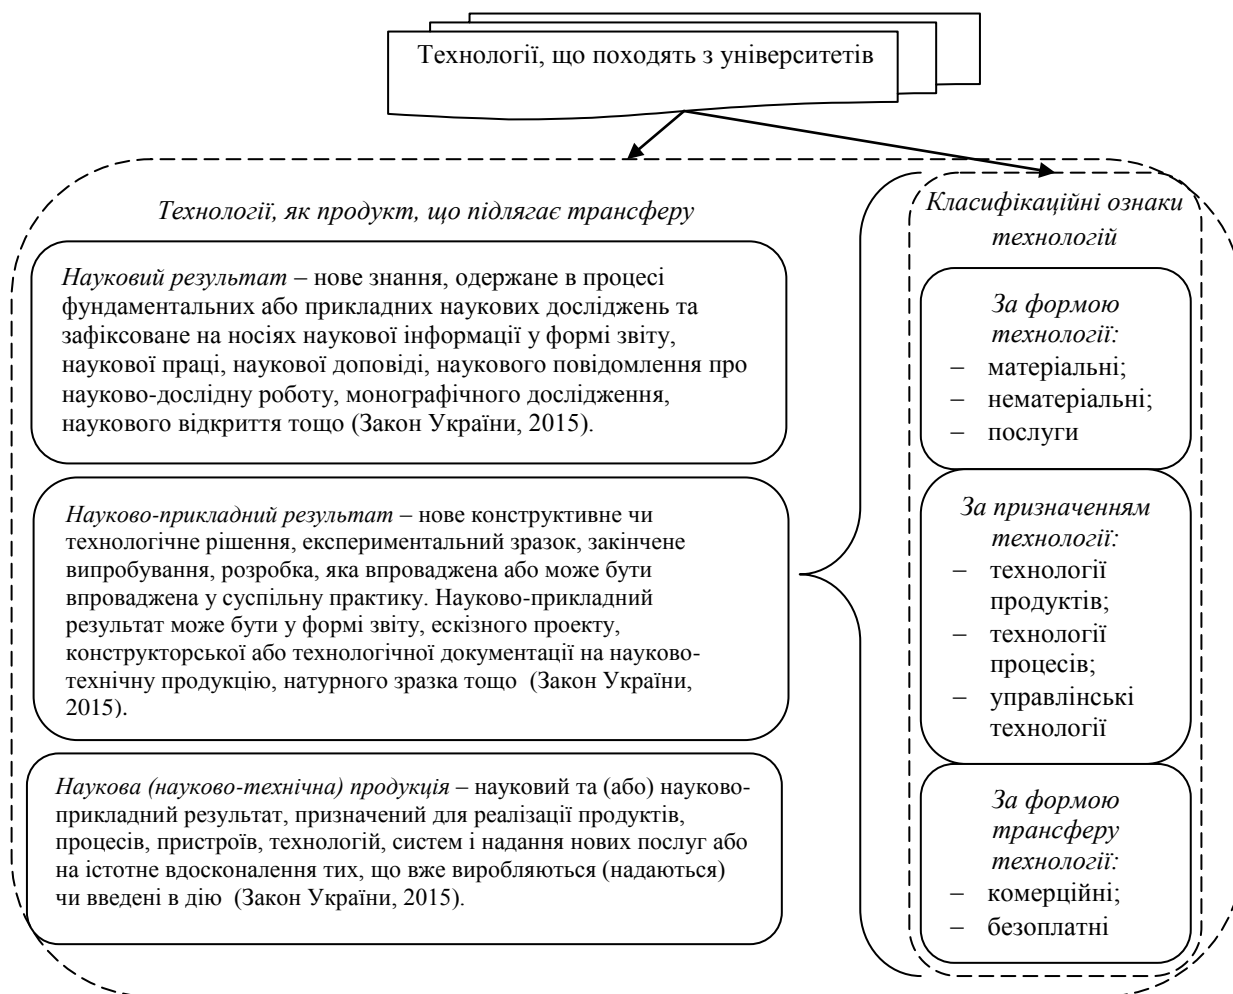 Технології, що походять з університетів
Технології, як продукт, що підлягає трансферу
Науковий результат – нове знання, одержане в процесі
фундаментальних або прикладних наукових досліджень та
зафіксоване на носіях наукової інформації у формі звіту,
наукової праці, наукової доповіді, наукового повідомлення про
науково-дослідну роботу, монографічного дослідження,
наукового відкриття тощо (Закон України, 2015).
Науково-прикладний результат – нове конструктивне чи
технологічне рішення, експериментальний зразок, закінчене
випробування, розробка, яка впроваджена або може бути
впроваджена у суспільну практику. Науково-прикладний
результат може бути у формі звіту, ескізного проекту,
конструкторської або технологічної документації на науково-
технічну продукцію, натурного зразка тощо (Закон України,
2015).
Наукова (науково-технічна) продукція – науковий та (або) науково-
прикладний результат, призначений для реалізації продуктів,
процесів, пристроїв, технологій, систем і надання нових послуг або
на істотне вдосконалення тих, що вже виробляються (надаються)
чи введені в дію (Закон України, 2015).
Класифікаційні ознаки
технологій
За формою
технології:
– матеріальні;
– нематеріальні;
– послуги
За призначенням
технології:
– технології
продуктів;
– технології
процесів;
– управлінські
технології
За формою
трансферу
технології:
– комерційні;
– безоплатні